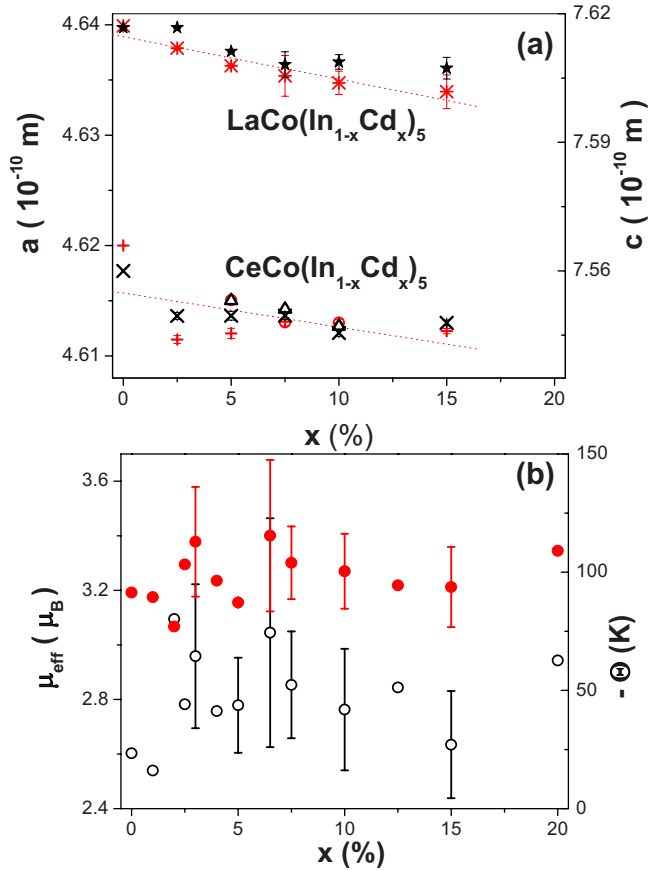 (a)
4.64
4.63
4.62
4.61
a ( 10⁻¹⁰ m)
7.62
7.59
7.56
c ( 10⁻¹⁰ m )
LaCo(In₁₋ₓCdₓ)₅
CeCo(In₁₋ₓCdₓ)₅
0 5 10 15 20
x (%)
(b)
3.6
3.2
2.8
2.4
μeff ( μB )
150
100
50
0
- Θ (K)
0 5 10 15 20
x (%)